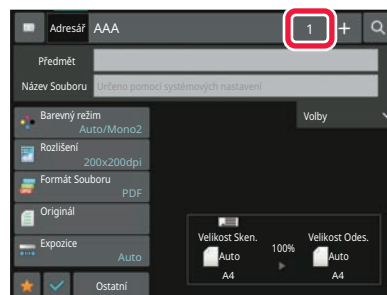 Adresář AAA 1 +
Předmět
Název Souboru Určeno pomocí systémových nastavení
Barevný režim
Auto/Mono2
Volby
Rozlišení
200x200dpi
Formát Souboru
PDF
Originál
Expozice
Auto
Ostatní
Velikost Sken.
Auto
A4
100%
Velikost Odes.
Auto
A4